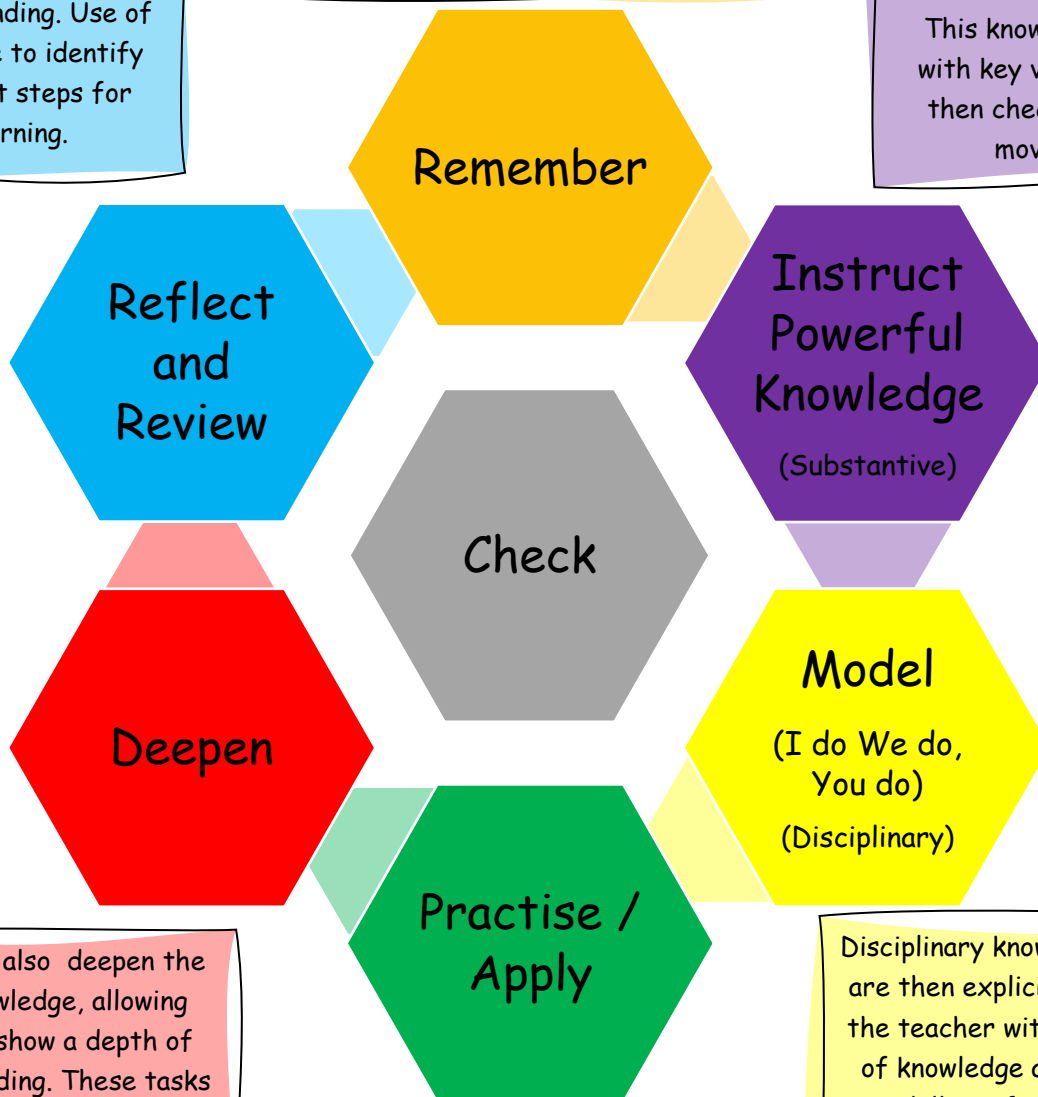 nding. Use of
to identify
steps for
rning.
This know
with key v
then chec
mov
Remember
Reflect
and
Review
Instruct
Powerful
Knowledge
(Substantive)
Check
Deepen
Model
(I do We do,
You do)
(Disciplinary)
Practise /
Apply
also deepen the
wledge, allowing
show a depth of
ding. These tasks
Disciplinary know
are then explici
the teacher wit
of knowledge